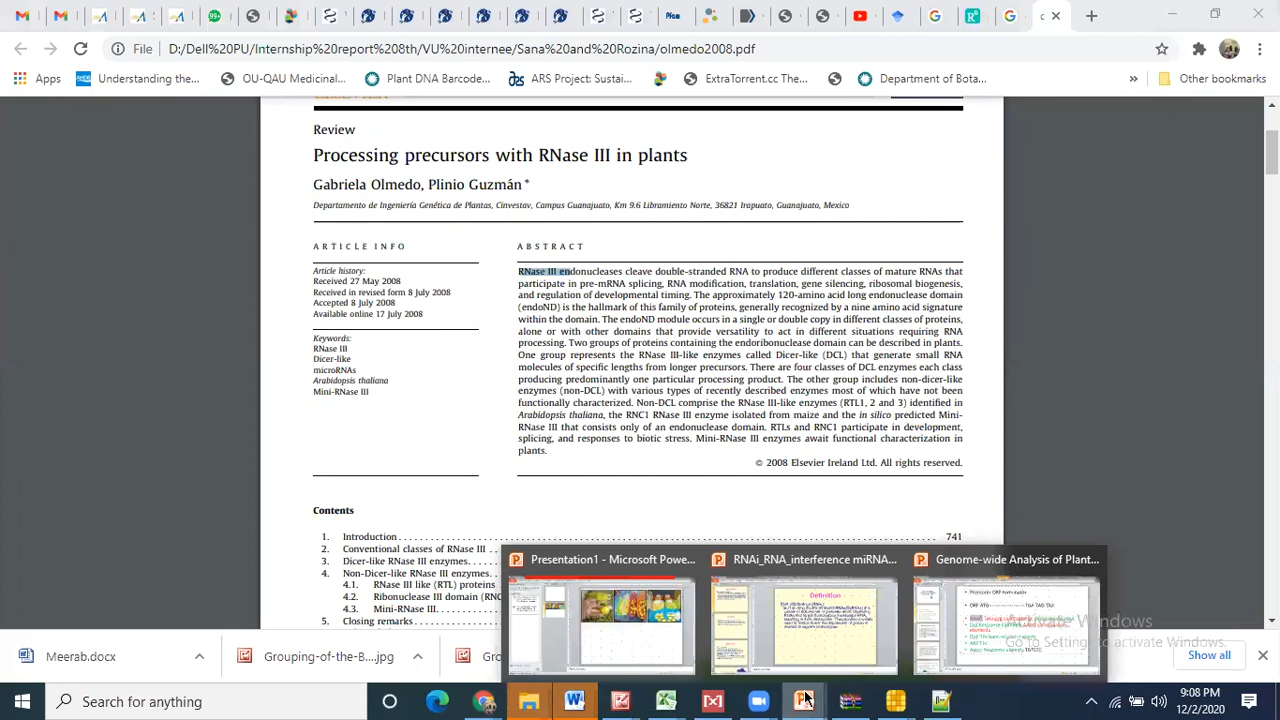 99+
File
D:/Dell%20PU/Internship%20report%208th/VU%20internee/Sana%20and%20Rozina/olmedo2008.pdf
Apps
Understanding the...
OU-QAU Medicinal...
Plant DNA Barcode...
ARS Project: Sustai...
ExtraTorrent.cc The...
Department of Bota...
»
Other bookmarks
Review
Processing precursors with RNase III in plants
Gabriela Olmedo, Plinio Guzmán *
Departamento de Ingeniería Genética de Plantas, Cinvestav, Campus Guanajuato, Km 9.6 Libramiento Norte, 36821 Irapuato, Guanajuato, Mexico
ARTICLE INFO
Article history:
Received 27 May 2008
Received in revised form 8 July 2008
Accepted 8 July 2008
Available online 17 July 2008
Keywords:
RNase III
Dicer-like
microRNAs
Arabidopsis thaliana
Mini-RNase III
ABSTRACT
RNase III endonucleases cleave double-stranded RNA to produce different classes of mature RNAs that
participate in pre-mRNA splicing, RNA modification, translation, gene silencing, ribosomal biogenesis,
and regulation of developmental timing. The approximately 120-amino acid long endonuclease domain
(endoND) is the hallmark of this family of proteins, generally recognized by a nine amino acid signature
within the domain. The endoND module occurs in a single or double copy in different classes of proteins,
alone or with other domains that provide versatility to act in different situations requiring RNA
processing. Two groups of proteins containing the endoribonuclease domain can be described in plants.
One group represents the RNase III-like enzymes called Dicer-like (DCL) that generate small RNA
molecules of specific lengths from longer precursors. There are four classes of DCL enzymes each class
producing predominantly one particular processing product. The other group includes non-dicer-like
enzymes (non-DCL) with various types of recently described enzymes most of which have not been
functionally characterized. Non-DCL comprise the RNase III-like enzymes (RTL1, 2 and 3) identified in
Arabidopsis thaliana, the RNC1 RNase III enzyme isolated from maize and the in silico predicted Mini-
RNase III that consists only of an endonuclease domain. RTLs and RNC1 participate in development,
splicing, and responses to biotic stress. Mini-RNase III enzymes await functional characterization in
plants.
© 2008 Elsevier Ireland Ltd. All rights reserved.
Contents
1. Introduction 741
2. Conventional classes of RNase III
3. Dicer-like RNase III enzymes
4. Non-Dicer-like RNase III enzymes
4.1. RNase III like (RTL) proteins
4.2. Ribonuclease III domain (RNC
4.3. Mini-RNase III
5. Closing remarks
Presentation1 - Microsoft Powe...
RNAi_RNA_interference miRNA...
Genome-wide Analysis of Plant...
Definition
Activate Windows
Go to Settings to activate Windows.
Meerab.docx
Show all
Type here to search
9:08 PM
12/2/2020